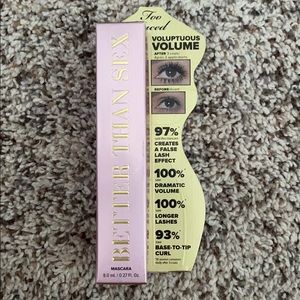 BETTER THAN SEX
MASCARA
8.0 mL / 0.27 Fl. Oz.
Too
VOLUPTUOUS
VOLUME
AFTER
BEFORE
97%
CREATES
A FALSE
LASH
EFFECT
100%
DRAMATIC
VOLUME
100%
LONGER
LASHES
93%
BASE-TO-TIP
CURL